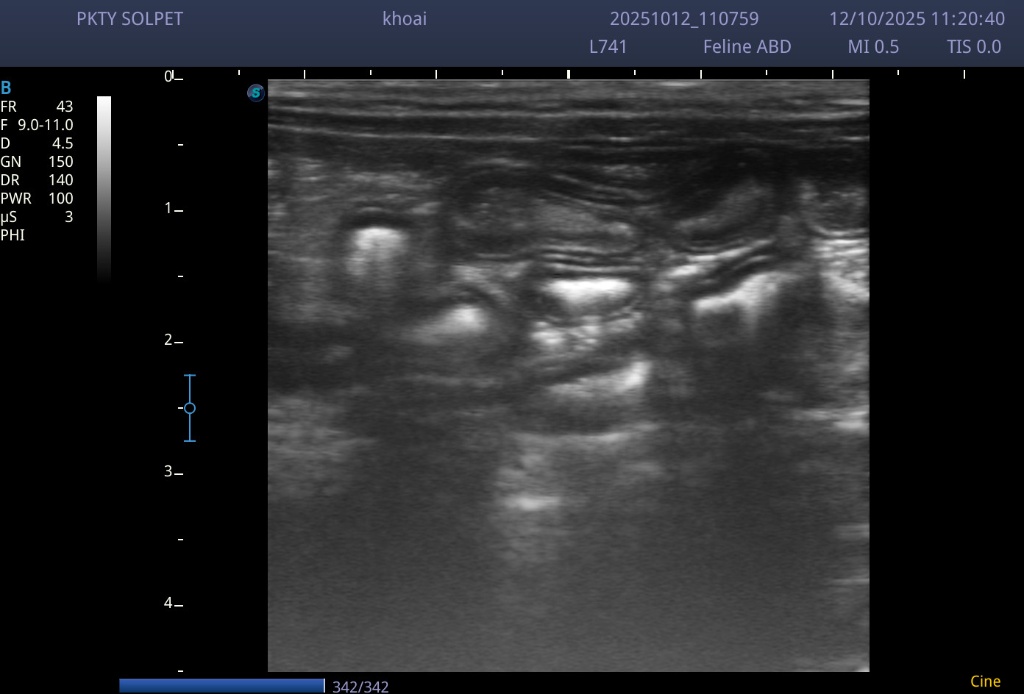 PKTY SOLPET khoai 20251012_110759 12/10/2025 11:20:40
L741 Feline ABD MI 0.5 TIS 0.0
B
FR 43
F 9.0-11.0
D 4.5
GN 150
DR 140
PWR 100
µS 3
PHI
0
S
1
2
3
4
342/342
Cine